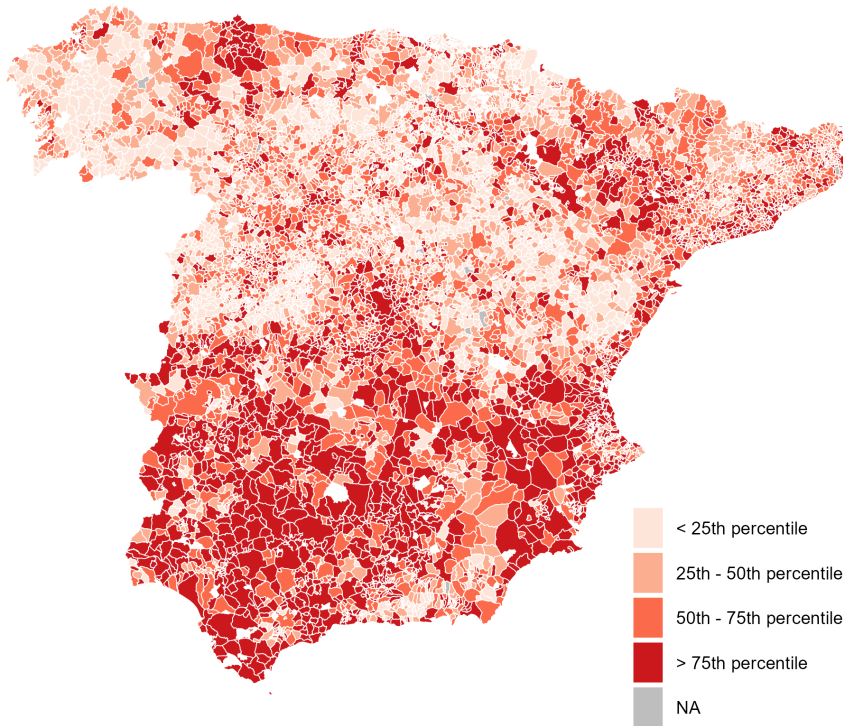 < 25th percentile
25th - 50th percentile
50th - 75th percentile
> 75th percentile
NA